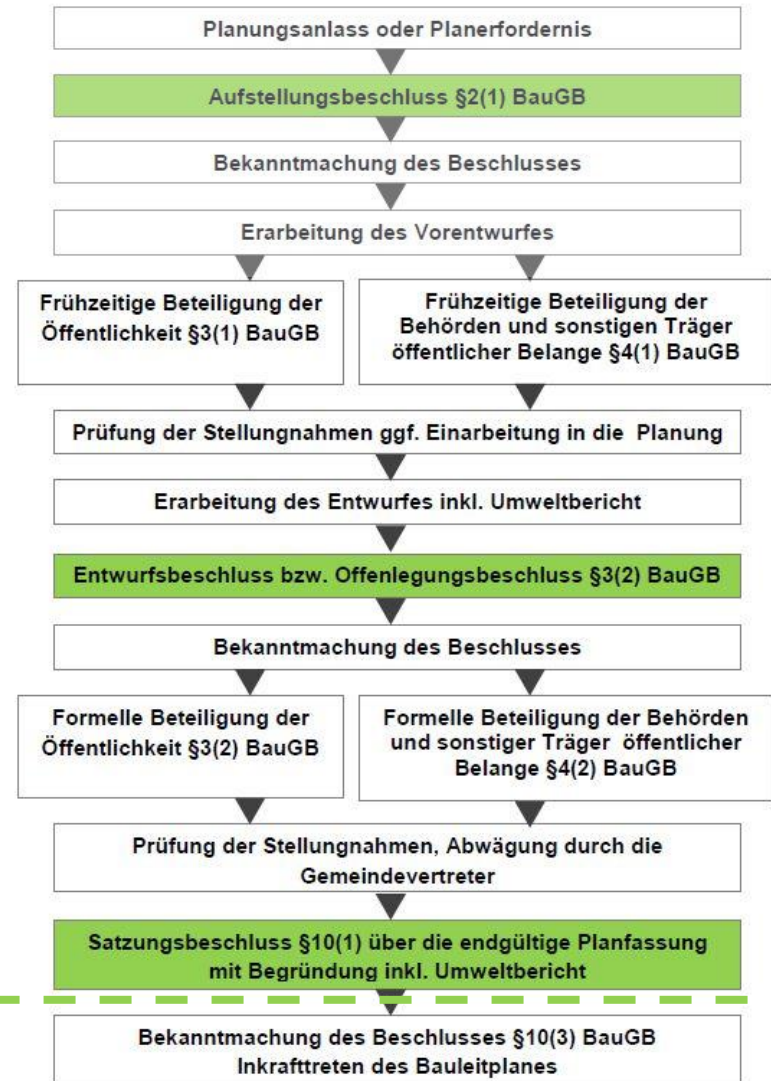 Planungsanlass oder Planerfordernis
Aufstellungsbeschluss §2(1) BauGB
Bekanntmachung des Beschlusses
Erarbeitung des Vorentwurfes
Frühzeitige Beteiligung der
Öffentlichkeit §3(1) BauGB
Frühzeitige Beteiligung der
Behörden und sonstigen Träger
öffentlicher Belange §4(1) BauGB
Prüfung der Stellungnahmen ggf. Einarbeitung in die Planung
Erarbeitung des Entwurfes inkl. Umweltbericht
Entwurfsbeschluss bzw. Offenlegungsbeschluss §3(2) BauGB
Bekanntmachung des Beschlusses
Formelle Beteiligung der
Öffentlichkeit §3(2) BauGB
Formelle Beteiligung der Behörden
und sonstiger Träger öffentlicher
Belange §4(2) BauGB
Prüfung der Stellungnahmen, Abwägung durch die
Gemeindevertreter
Satzungsbeschluss §10(1) über die endgültige Planfassung
mit Begründung inkl. Umweltbericht
Bekanntmachung des Beschlusses §10(3) BauGB
Inkrafttreten des Bauleitplanes